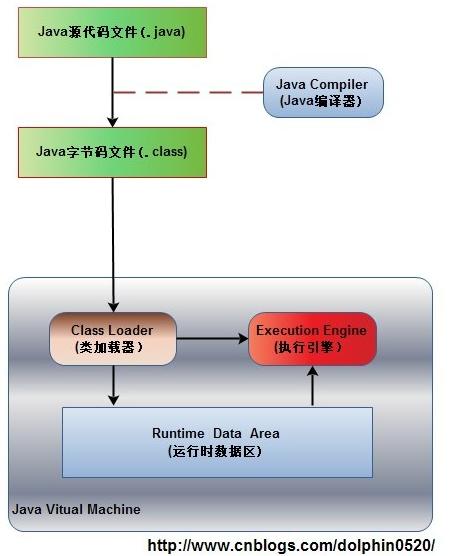 Java源代码文件(.java)
Java Compiler
(Java编译器)
Java字节码文件(.class)
Class Loader
(类加载器)
Execution Engine
(执行引擎)
Runtime Data Area
(运行时数据区)
Java Vitual Machine
http://www.cnblogs.com/dolphin0520/